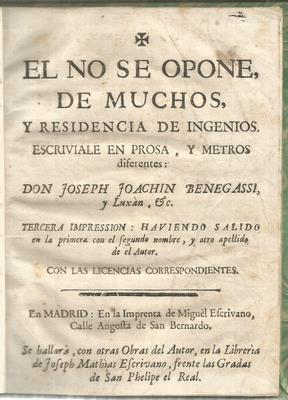 ✠
EL NO SE OPONE,
DE MUCHOS,
Y RESIDENCIA DE INGENIOS.
ESCRIVIALE EN PROSA, Y METROS
diferentes:
DON JOSEPH JOACHIN BENEGASSI,
y Luxàn, &c.
TERCERA IMPRESSION: HAVIENDO SALIDO
en la primera con el segundo nombre, y otro apellido
de el Autor.
CON LAS LICENCIAS CORRESPONDIENTES.
En MADRID: En la Imprenta de Miguèl Escrivano,
Calle Angosta de San Bernardo.
Se hallarà, con otras Obras del Autor, en la Librerìa
de Joseph Mathias Escrivano, frente las Gradas
de San Phelipe el Real.